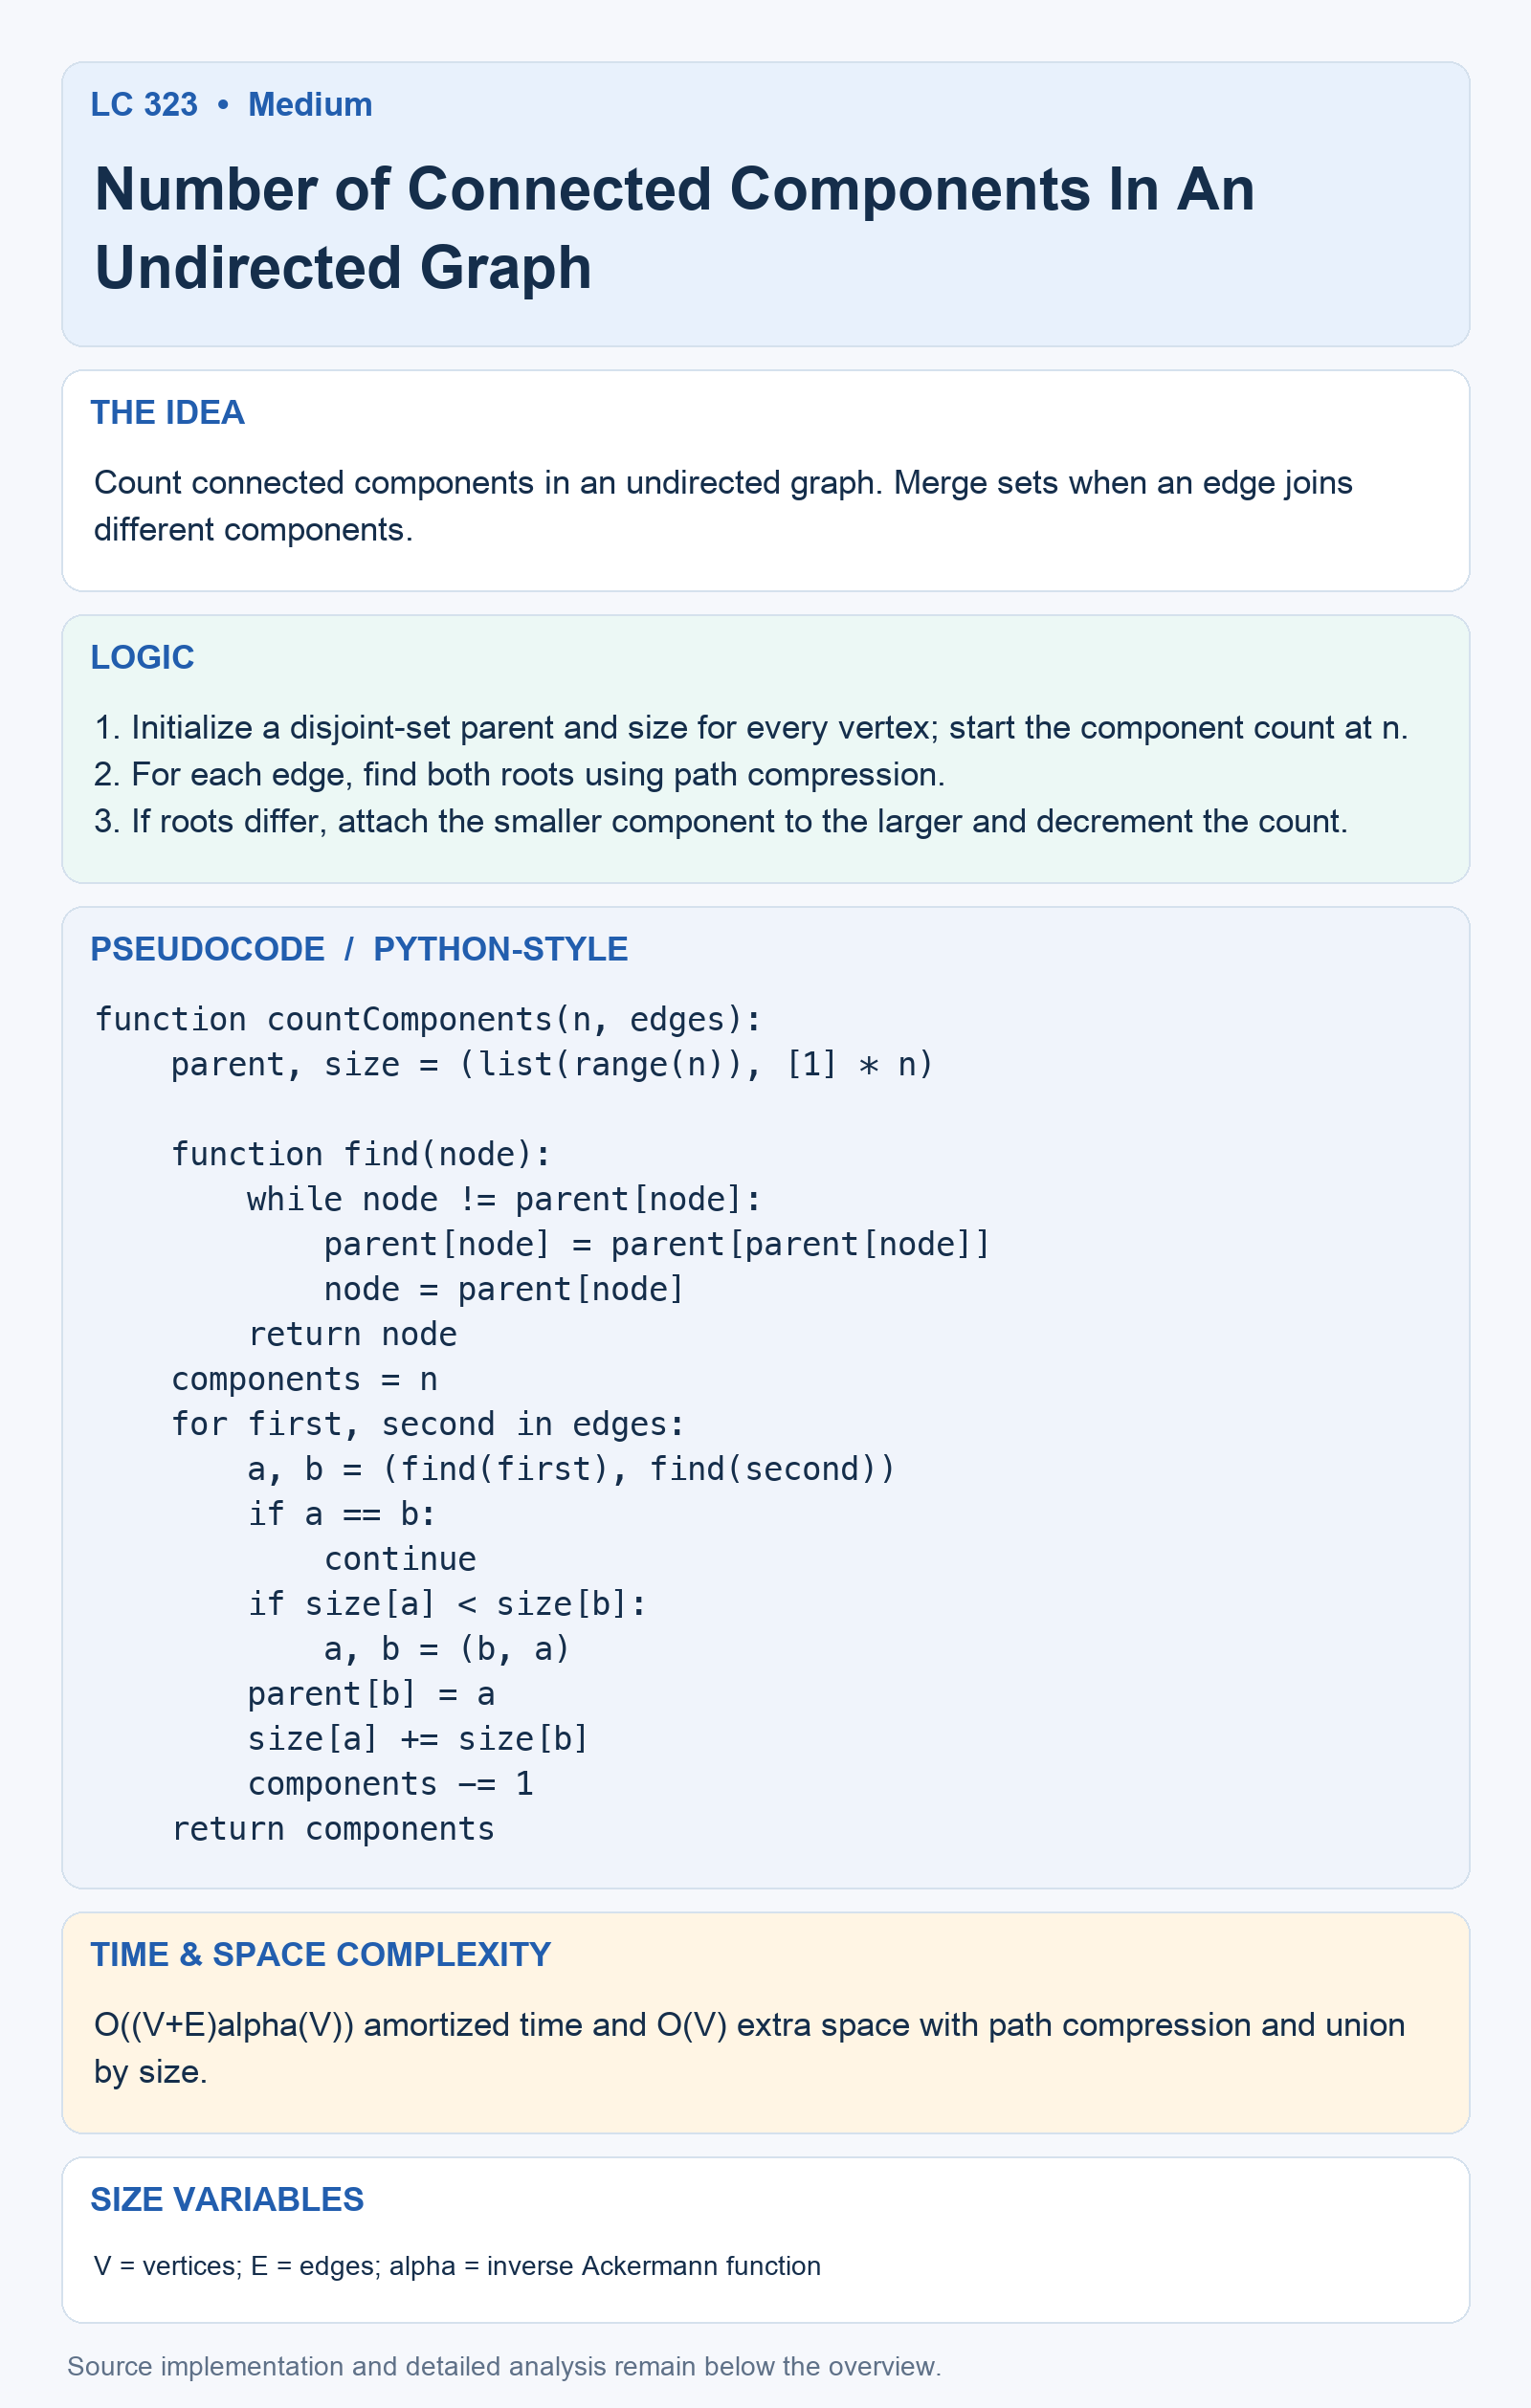 LC 323 • Medium
Number of Connected Components In An
Undirected Graph
THE IDEA
Count connected components in an undirected graph. Merge sets when an edge joins
different components.
LOGIC
1. Initialize a disjoint-set parent and size for every vertex; start the component count at n.
2. For each edge, find both roots using path compression.
3. If roots differ, attach the smaller component to the larger and decrement the count.
PSEUDOCODE / PYTHON-STYLE
function countComponents(n, edges):
    parent, size = (list(range(n)), [1] * n)
    function find(node):
        while node != parent[node]:
            parent[node] = parent[parent[node]]
            node = parent[node]
        return node
    components = n
    for first, second in edges:
        a, b = (find(first), find(second))
        if a == b:
            continue
        if size[a] < size[b]:
            a, b = (b, a)
        parent[b] = a
        size[a] += size[b]
        components −= 1
    return components
TIME & SPACE COMPLEXITY
O((V+E)alpha(V)) amortized time and O(V) extra space with path compression and union
by size.
SIZE VARIABLES
V = vertices; E = edges; alpha = inverse Ackermann function
Source implementation and detailed analysis remain below the overview.